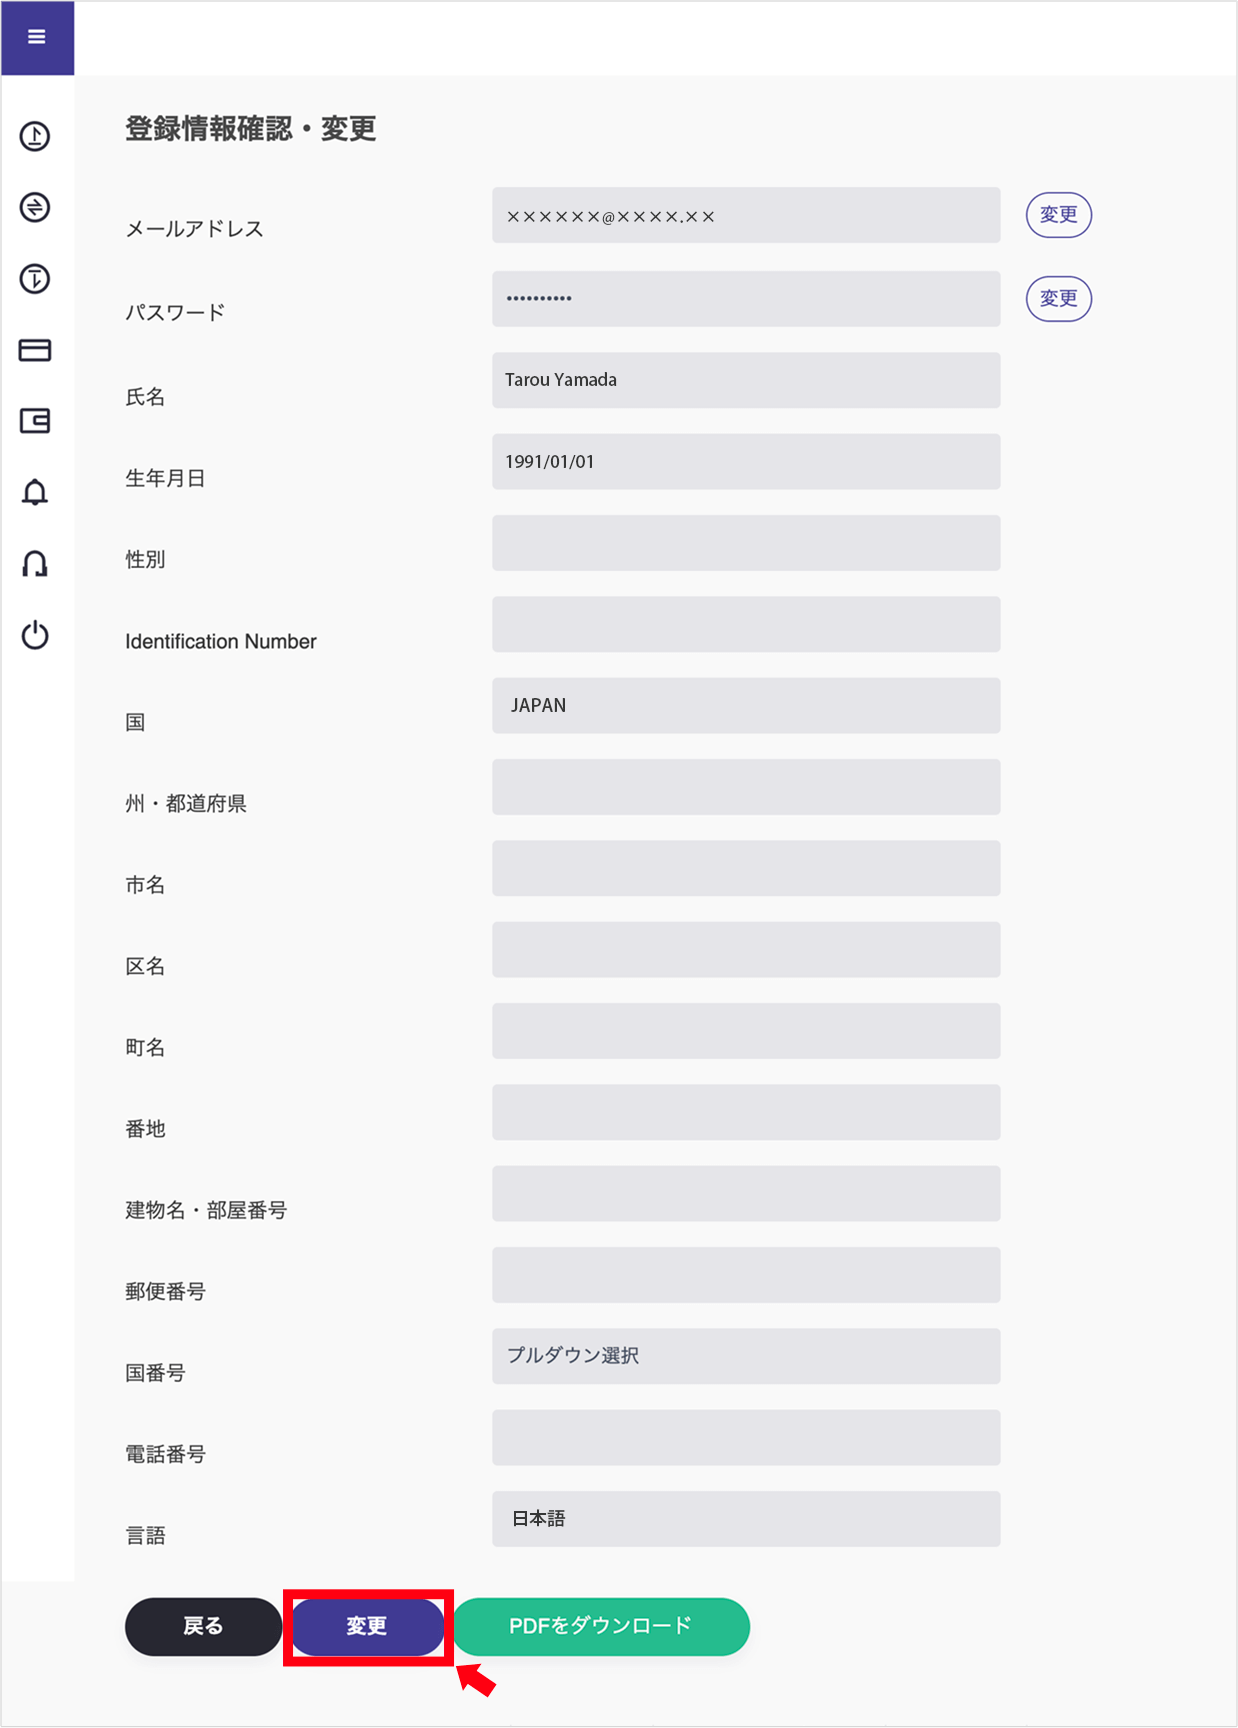 登録情報確認・変更
メールアドレス
××××××@××××.××
変更
パスワード
••••••••••
変更
氏名
Tarou Yamada
生年月日
1991/01/01
性別
Identification Number
国
JAPAN
州・都道府県
市名
区名
町名
番地
建物名・部屋番号
郵便番号
国番号
プルダウン選択
電話番号
言語
日本語
戻る
変更
PDFをダウンロード